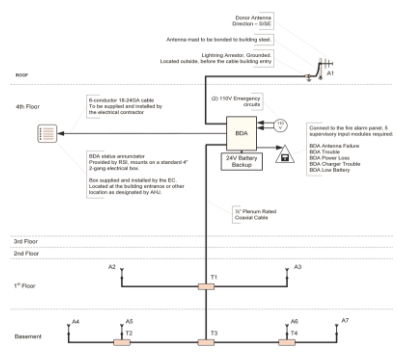 Donor Antenna
Direction – S/SE
Antenna mast to be bonded to building steel.
Lightning Arrestor, Grounded.
Located outside, before the cable building entry
A1
ROOF
4th Floor
6-conductor 18-24GA cable
To be supplied and installed by
the electrical contractor
(2) 110V Emergency
circuits
110
V
BDA
24V Battery
Backup
Connect to the fire alarm panel, 5
supervisory input modules required.
BDA Antenna Failure
BDA Trouble
BDA Power Loss
BDA Charger Trouble
BDA Low Battery
BDA status annunciator
Provided by RSI, mounts on a standard 4"
2-gang electrical box.
Box supplied and installed by the EC.
Located at the building entrance or other
location as designated by AHJ.
½" Plenum Rated
Coaxial Cable
3rd Floor
2nd Floor
A2
T1
A3
1st Floor
A4
A5
A6
A7
T2
T3
T4
Basement